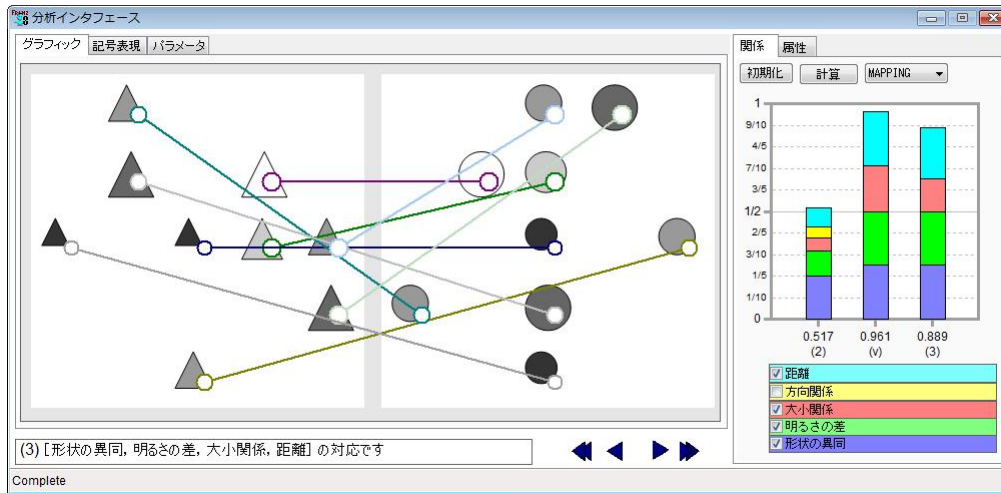 分析インタフェース
グラフィック 記号表現 パラメータ
関係 属性
初期化 計算 MAPPING
1
9/10
4/5
7/10
3/5
1/2
2/5
3/10
1/5
1/10
0
0.517 0.961 0.889
(2) (v) (3)
距離
方向関係
大小関係
明るさの差
形状の異同
(3) [形状の異同, 明るさの差, 大小関係, 距離] の対応です
Complete